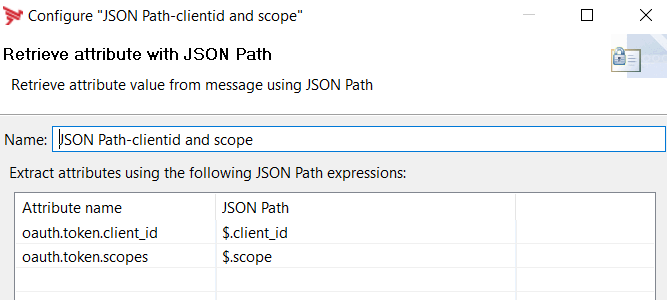 Configure "JSON Path-clientid and scope"
Retrieve attribute with JSON Path
Retrieve attribute value from message using JSON Path
Name: JSON Path-clientid and scope
Extract attributes using the following JSON Path expressions:
Attribute name JSON Path
oauth.token.client_id $.client_id
oauth.token.scopes $.scope